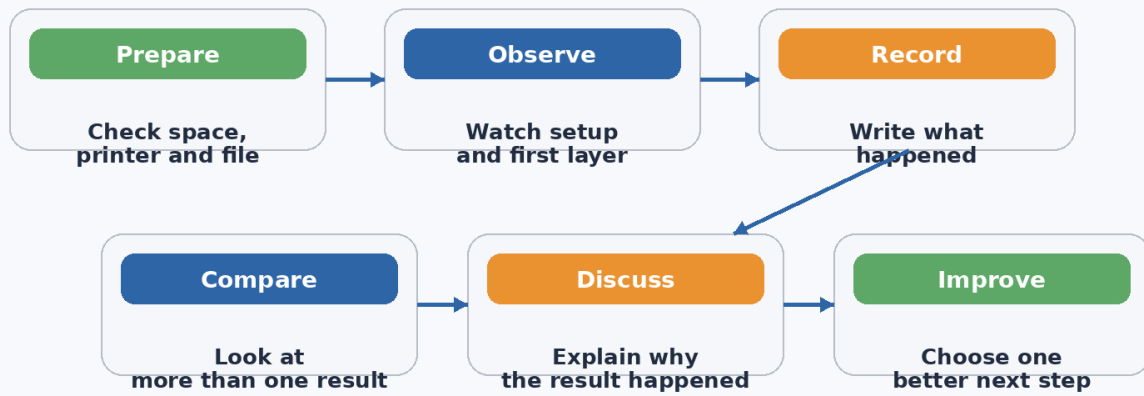 Prepare
Check space,
printer and file
Observe
Watch setup
and first layer
Record
Write what
happened
Compare
Look at
more than one result
Discuss
Explain why
the result happened
Improve
Choose one
better next step